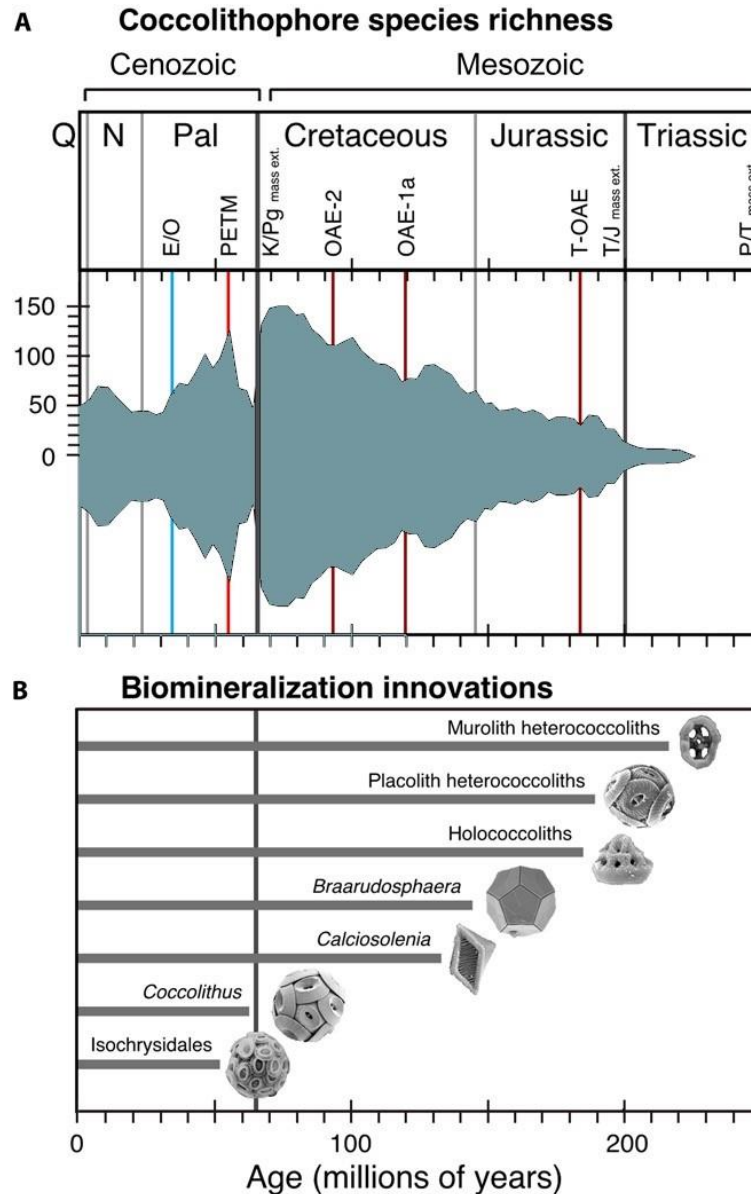 A Coccolithophore species richness
Cenozoic Mesozoic
Q N Pal Cretaceous Jurassic Triassic
E/O
PETM
K/Pg mass ext.
OAE-2
OAE-1a
T-OAE
T/J mass ext.
P/T mass ext.
150
100
50
0
B Biomineralization innovations
Murolith heterococcoliths
Placolith heterococcoliths
Holococcoliths
Braarudosphaera
Calciosolenia
Coccolithus
Isochrysidales
0 100 200
Age (millions of years)